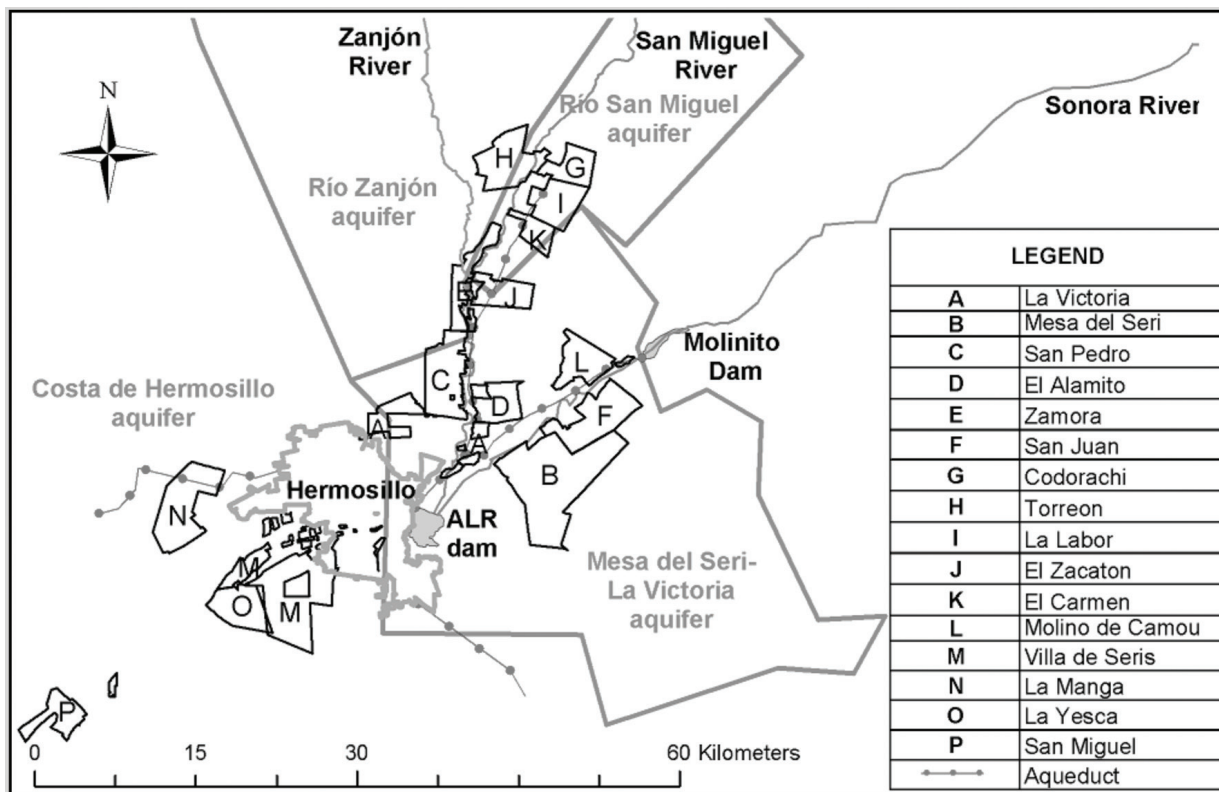 Zanjón
River
San Miguel
River
Sonora River
N
Río San Miguel
aquifer
Río Zanjón
aquifer
H
G
I
K
E
J
Molinito
Dam
Costa de Hermosillo
aquifer
L
C
D
F
A
A
B
Hermosillo
N
ALR
dam
Mesa del Seri-
La Victoria
aquifer
M
O
M
P
0 15 30 60 Kilometers
LEGEND
A La Victoria
B Mesa del Seri
C San Pedro
D El Alamito
E Zamora
F San Juan
G Codorachi
H Torreon
I La Labor
J El Zacaton
K El Carmen
L Molino de Camou
M Villa de Seris
N La Manga
O La Yesca
P San Miguel
Aqueduct